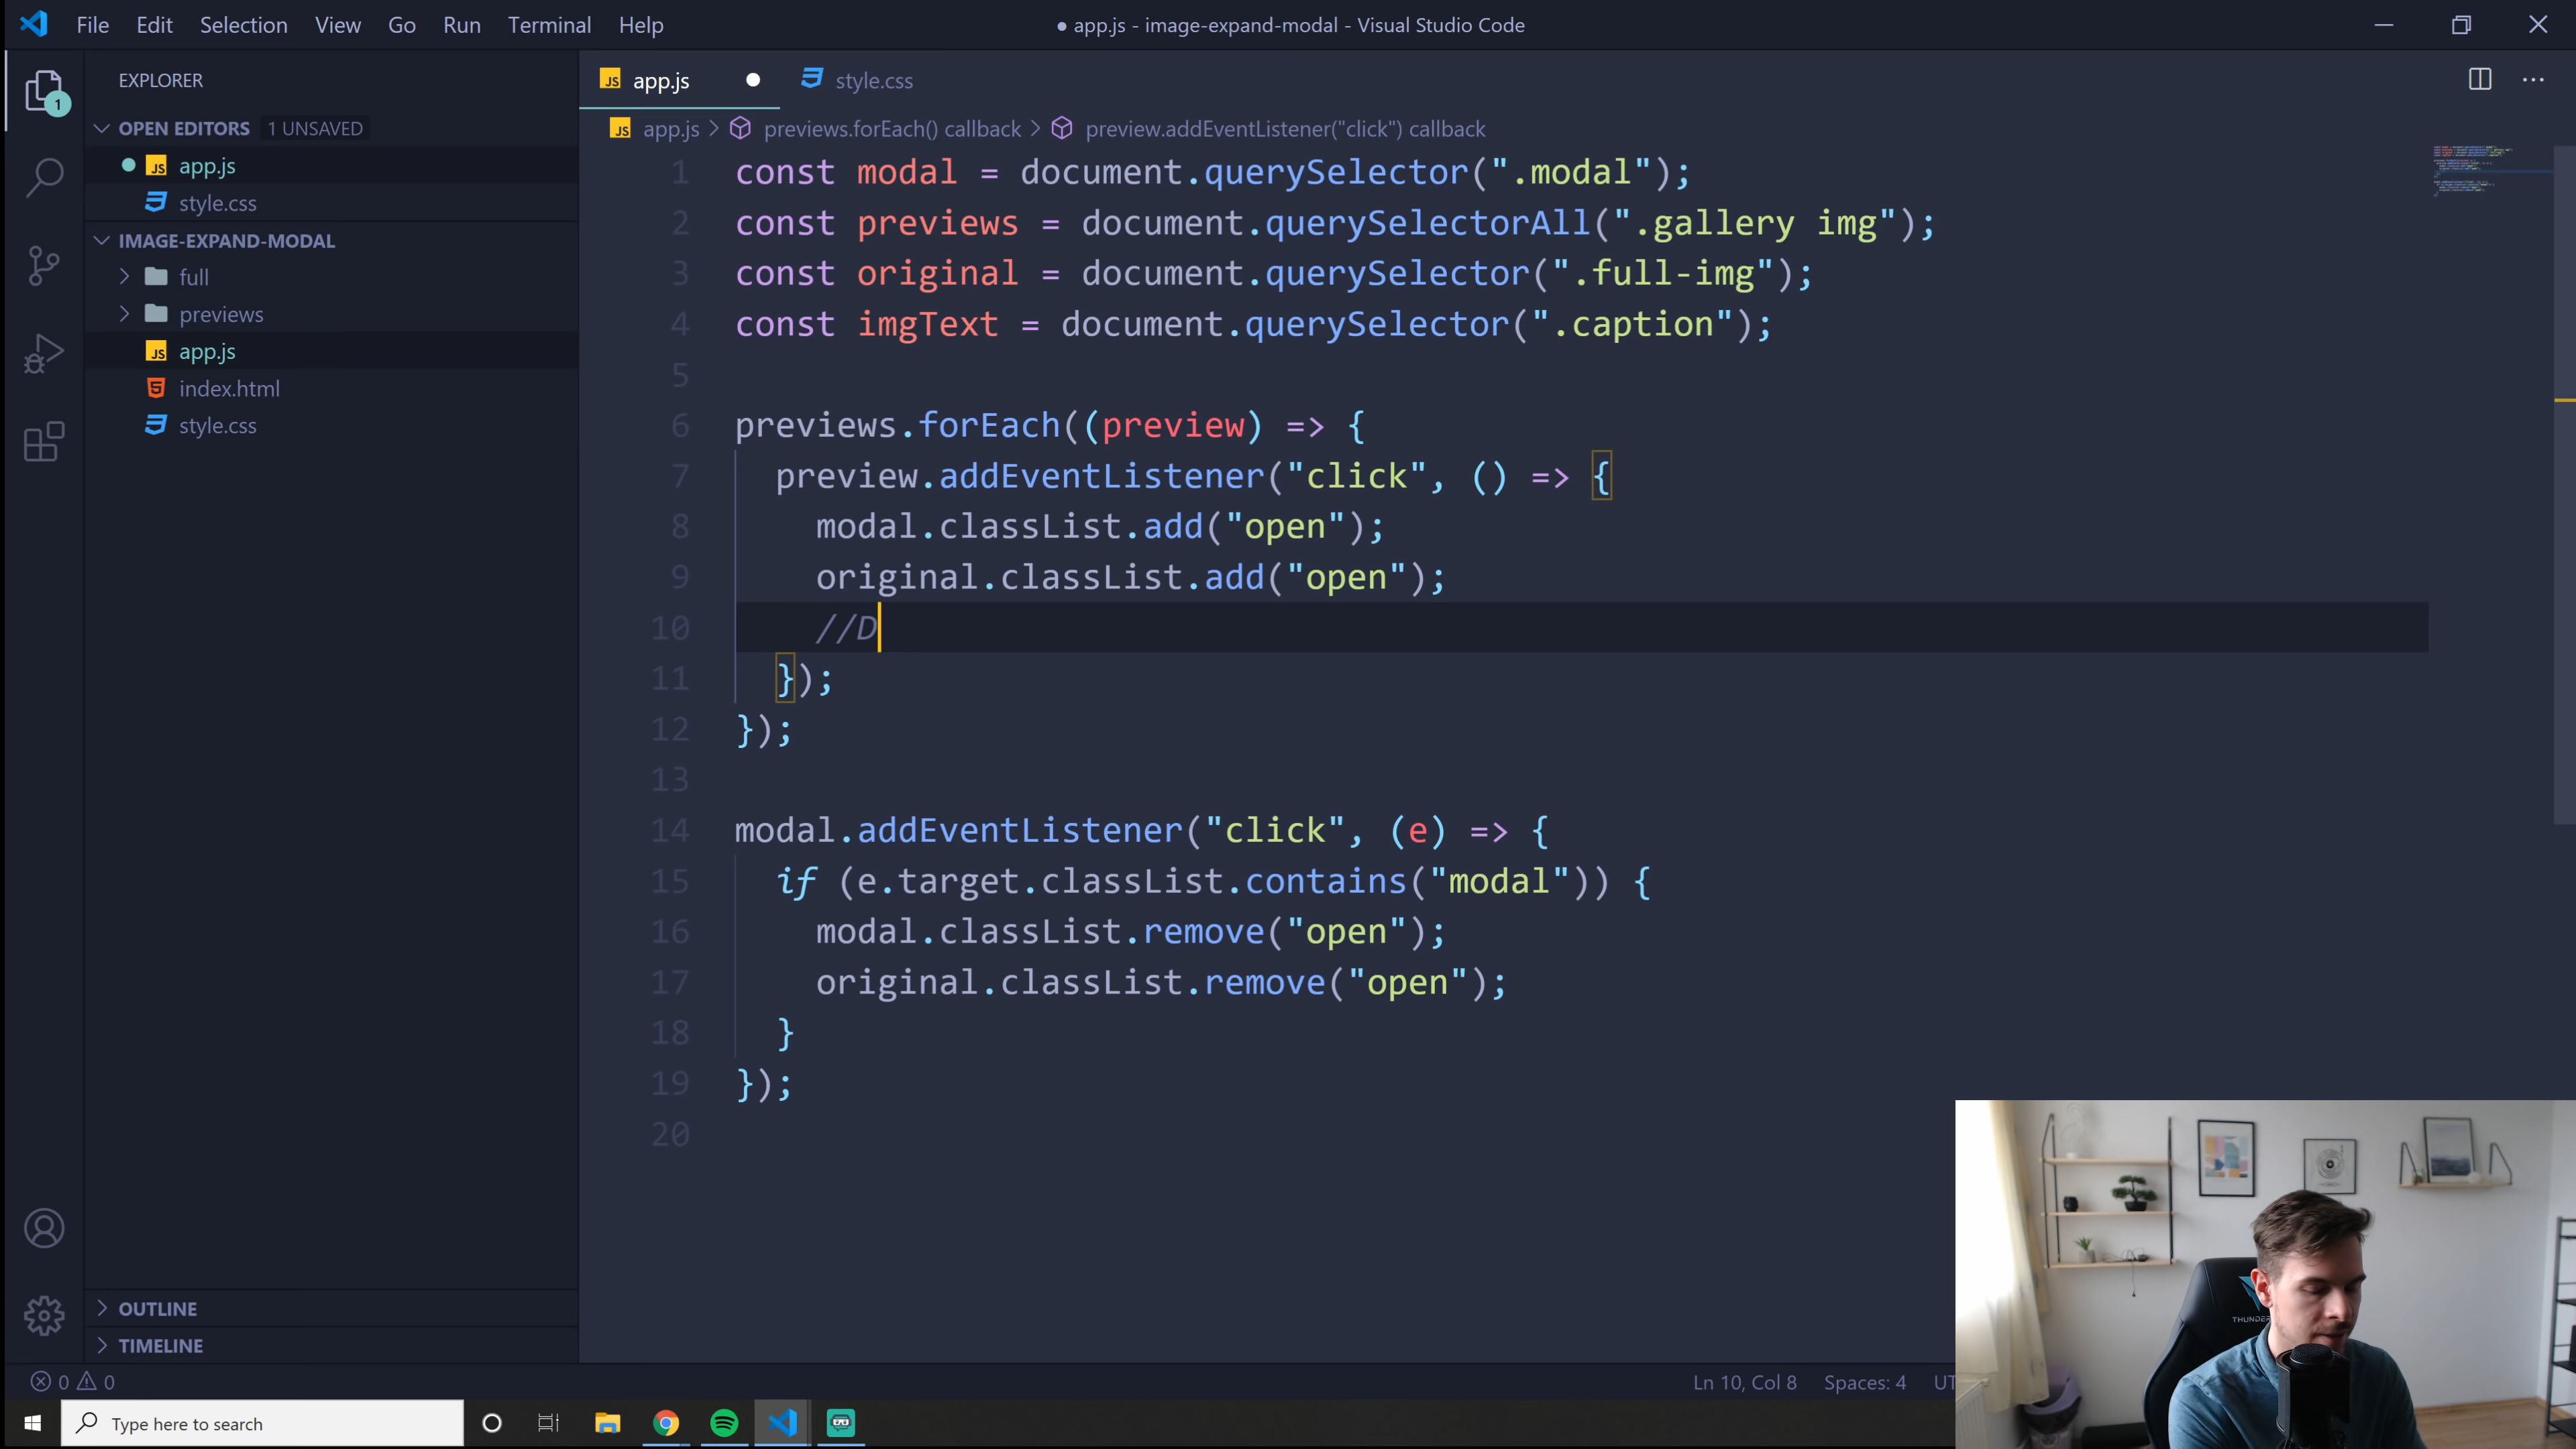 File Edit Selection View Go Run Terminal Help
● app.js - image-expand-modal - Visual Studio Code
EXPLORER
OPEN EDITORS 1 UNSAVED
app.js
style.css
IMAGE-EXPAND-MODAL
full
previews
app.js
index.html
style.css
OUTLINE
TIMELINE
1
app.js style.css
app.js > previews.forEach() callback > preview.addEventListener("click") callback
1 const modal = document.querySelector(".modal");
2 const previews = document.querySelectorAll(".gallery img");
3 const original = document.querySelector(".full-img");
4 const imgText = document.querySelector(".caption");
5
6 previews.forEach((preview) => {
7 preview.addEventListener("click", () => {
8 modal.classList.add("open");
9 original.classList.add("open");
10 //D
11 });
12 });
13
14 modal.addEventListener("click", (e) => {
15 if (e.target.classList.contains("modal")) {
16 modal.classList.remove("open");
17 original.classList.remove("open");
18 }
19 });
20
THUNDER
0 0
Ln 10, Col 8 Spaces: 4 UT
Type here to search